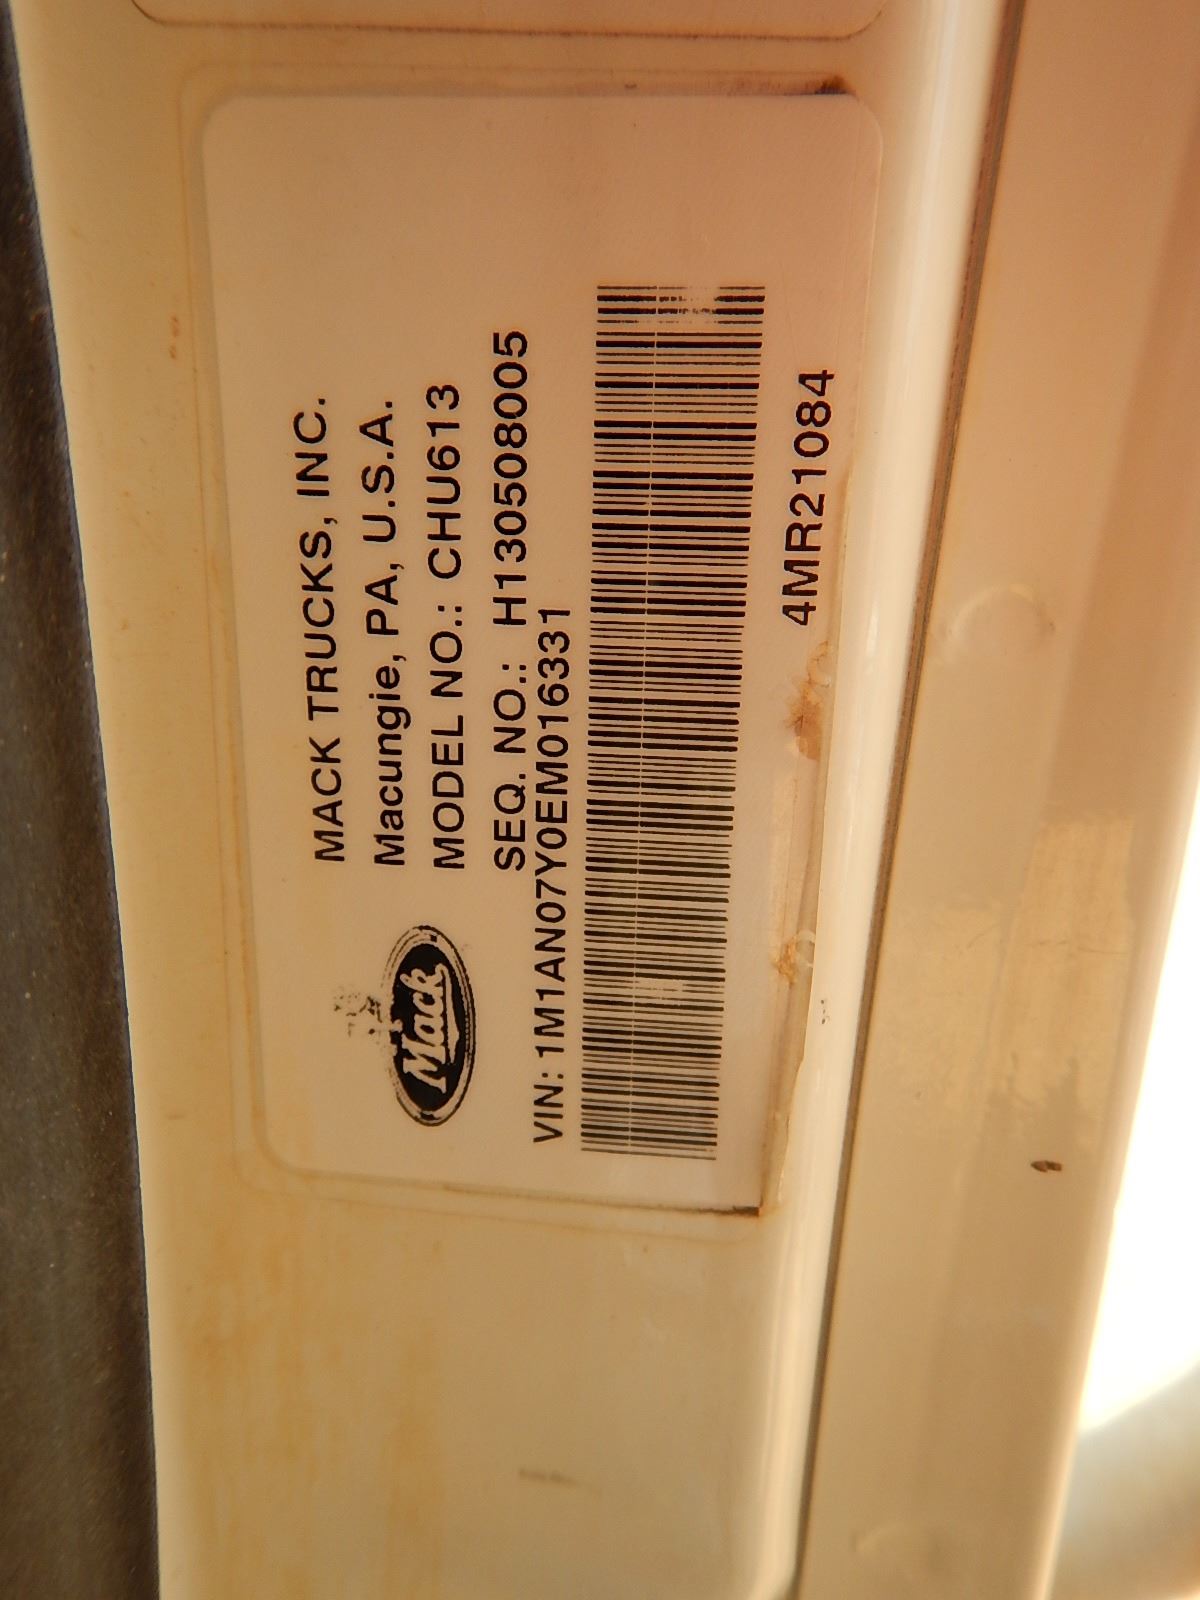 MACK TRUCKS, INC.
Macungie, PA, U.S.A.
MODEL NO.: CHU613
SEQ. NO.: H130508005
Mack
VIN: 1M1AN07Y0EM016331
4MR21084